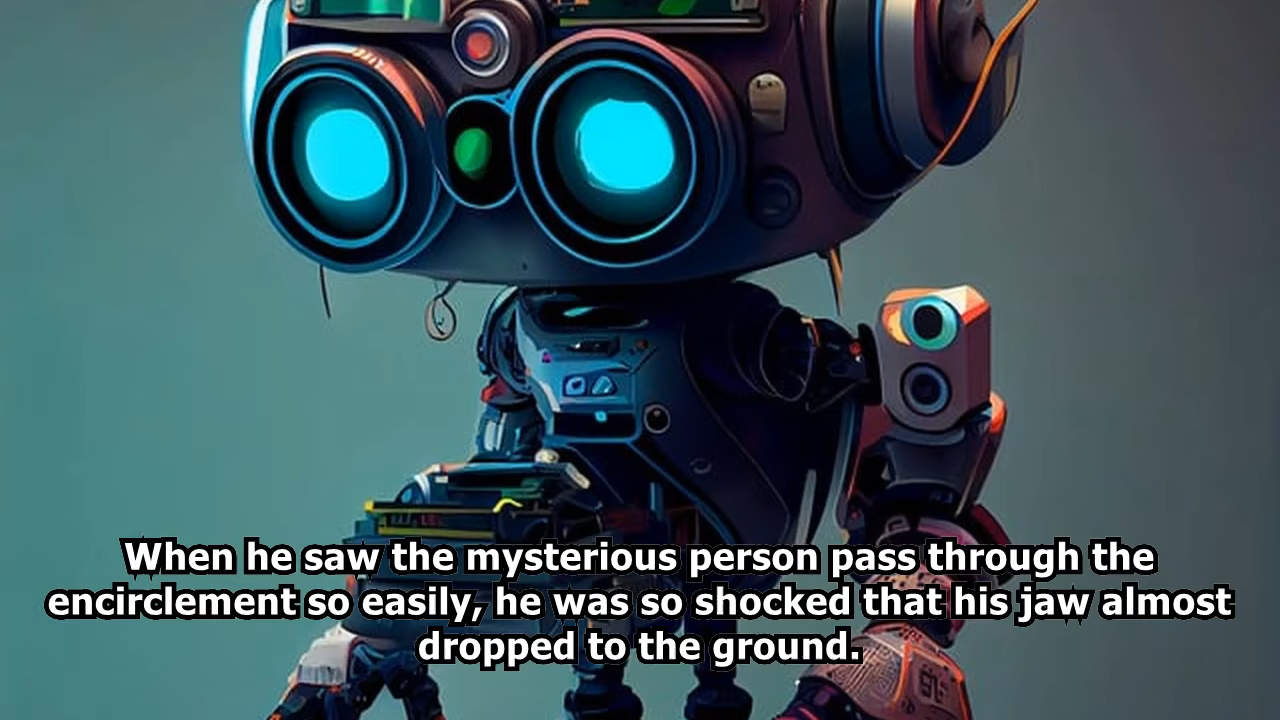 When he saw the mysterious person pass through the
encirclement so easily, he was so shocked that his jaw almost
dropped to the ground.